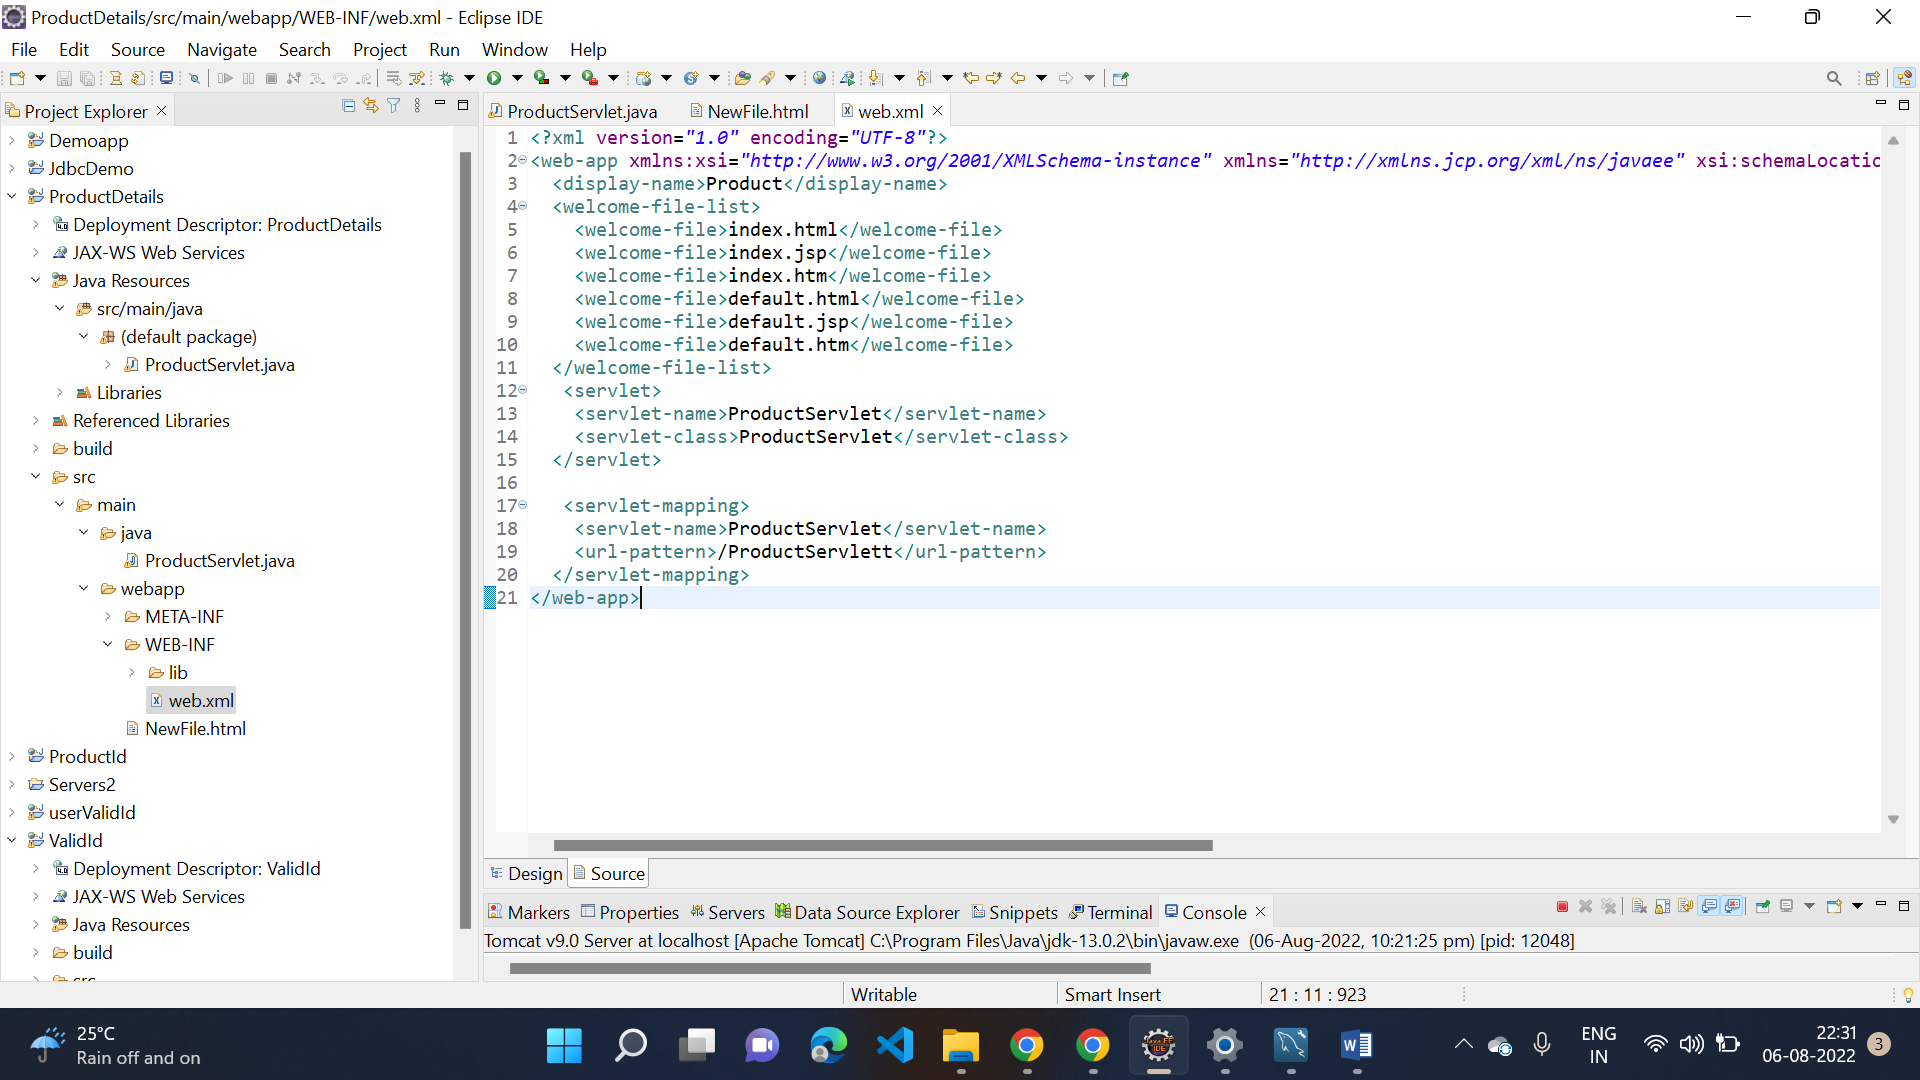 ProductDetails/src/main/webapp/WEB-INF/web.xml - Eclipse IDE
File Edit Source Navigate Search Project Run Window Help
Project Explorer
Demoapp
JdbcDemo
ProductDetails
Deployment Descriptor: ProductDetails
JAX-WS Web Services
Java Resources
src/main/java
(default package)
ProductServlet.java
Libraries
Referenced Libraries
build
src
main
java
ProductServlet.java
webapp
META-INF
WEB-INF
lib
web.xml
NewFile.html
ProductId
Servers2
userValidId
ValidId
Deployment Descriptor: ValidId
JAX-WS Web Services
Java Resources
build
src
ProductServlet.java NewFile.html web.xml
1 <?xml version="1.0" encoding="UTF-8"?>
2 <web-app xmlns:xsi="http://www.w3.org/2001/XMLSchema-instance" xmlns="http://xmlns.jcp.org/xml/ns/javaee" xsi:schemaLocatio
3 <display-name>Product</display-name>
4 <welcome-file-list>
5 <welcome-file>index.html</welcome-file>
6 <welcome-file>index.jsp</welcome-file>
7 <welcome-file>index.htm</welcome-file>
8 <welcome-file>default.html</welcome-file>
9 <welcome-file>default.jsp</welcome-file>
10 <welcome-file>default.htm</welcome-file>
11 </welcome-file-list>
12 <servlet>
13 <servlet-name>ProductServlet</servlet-name>
14 <servlet-class>ProductServlet</servlet-class>
15 </servlet>
16
17 <servlet-mapping>
18 <servlet-name>ProductServlet</servlet-name>
19 <url-pattern>/ProductServlett</url-pattern>
20 </servlet-mapping>
21 </web-app>
Design Source
Markers Properties Servers Data Source Explorer Snippets Terminal Console
Tomcat v9.0 Server at localhost [Apache Tomcat] C:\Program Files\Java\jdk-13.0.2\bin\javaw.exe (06-Aug-2022, 10:21:25 pm) [pid: 12048]
Writable Smart Insert 21 : 11 : 923
25°C
Rain off and on
Java EE
IDE
ENG
IN
22:31
06-08-2022
3